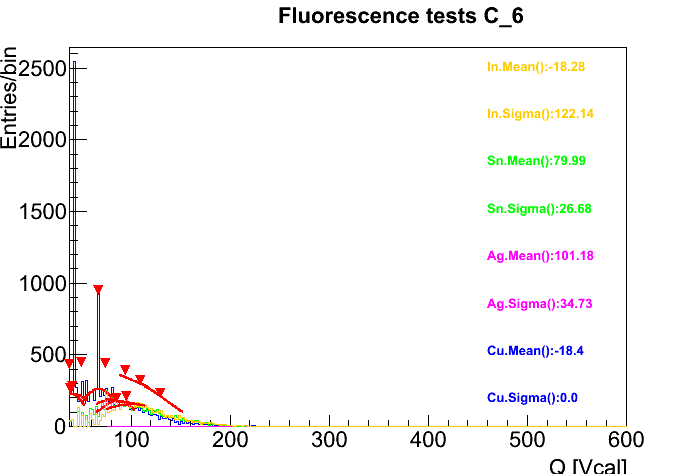 Fluorescence tests C_6
Entries/bin
2500
2000
1500
1000
500
0
100
200
300
400
500
600
Q [Vcal]
In.Mean():-18.28
In.Sigma():122.14
Sn.Mean():79.99
Sn.Sigma():26.68
Ag.Mean():101.18
Ag.Sigma():34.73
Cu.Mean():-18.4
Cu.Sigma():0.0